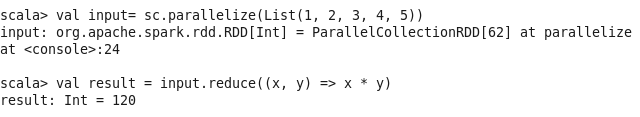 scala> val input= sc.parallelize(List(1, 2, 3, 4, 5))
input: org.apache.spark.rdd.RDD[Int] = ParallelCollectionRDD[62] at parallelize
at <console>:24
scala> val result = input.reduce((x, y) => x * y)
result: Int = 120